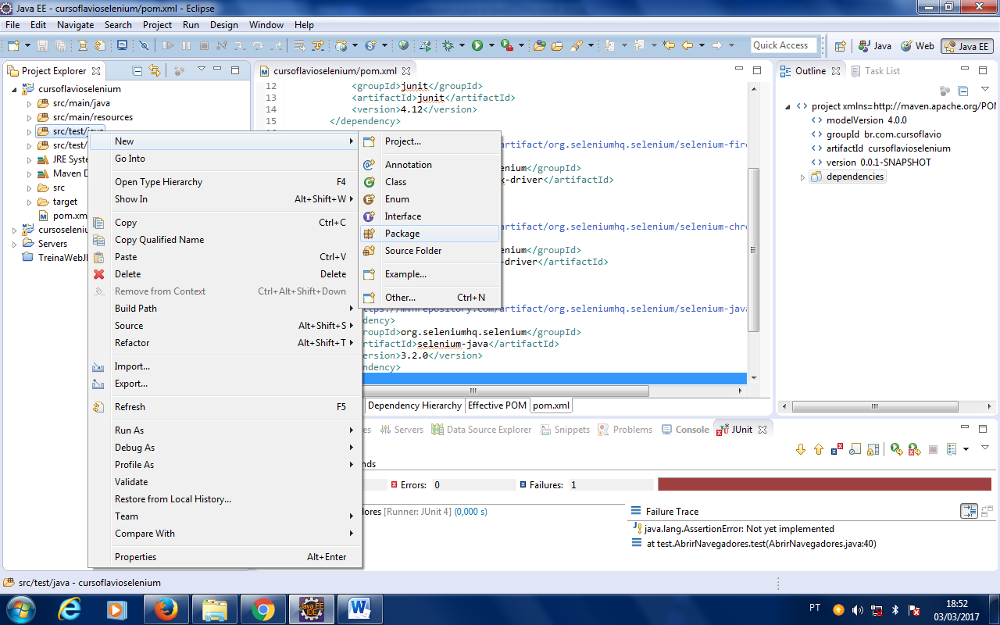 Java EE - cursoflavioselenium/pom.xml - Eclipse
File Edit Navigate Search Project Run Design Window Help
Quick Access
Java
Web
Java EE
Project Explorer
cursoflavioselenium
src/main/java
src/main/resources
src/test/java
src/test/
JRE Syste
Maven D
src
target
pom.xm
cursoseleniu
Servers
TreinaWebJ
New
Go Into
Open Type Hierarchy F4
Show In Alt+Shift+W
Copy Ctrl+C
Copy Qualified Name
Paste Ctrl+V
Delete Delete
Remove from Context Ctrl+Alt+Shift+Down
Build Path
Source Alt+Shift+S
Refactor Alt+Shift+T
Import...
Export...
Refresh F5
Run As
Debug As
Profile As
Validate
Restore from Local History...
Team
Compare With
Properties Alt+Enter
Project...
Annotation
Class
Enum
Interface
Package
Source Folder
Example...
Other... Ctrl+N
cursoflavioselenium/pom.xml
12 <groupId>junit</groupId>
13 <artifactId>junit</artifactId>
14 <version>4.12</version>
15 </dependency>
/artifact/org.seleniumhq.selenium/selenium-fire
enium</groupId>
x-driver</artifactId>
/artifact/org.seleniumhq.selenium/selenium-chro
enium</groupId>
-driver</artifactId>
ttps://mvnrepository.com/artifact/org.seleniumhq.selenium/selenium-java
ndency>
roupId>org.seleniumhq.selenium</groupId>
rtifactId>selenium-java</artifactId>
ersion>3.2.0</version>
endency>
Dependency Hierarchy Effective POM pom.xml
Outline Task List
project xmlns=http://maven.apache.org/POM
modelVersion 4.0.0
groupId br.com.cursoflavio
artifactId cursoflavioselenium
version 0.0.1-SNAPSHOT
dependencies
es Servers Data Source Explorer Snippets Problems Console JUnit
nds
Errors: 0 Failures: 1
dores [Runner: JUnit 4] (0,000 s)
Failure Trace
java.lang.AssertionError: Not yet implemented
at test.AbrirNavegadores.test(AbrirNavegadores.java:40)
src/test/java - cursoflavioselenium
Java EE
IDE
PT
18:52
03/03/2017